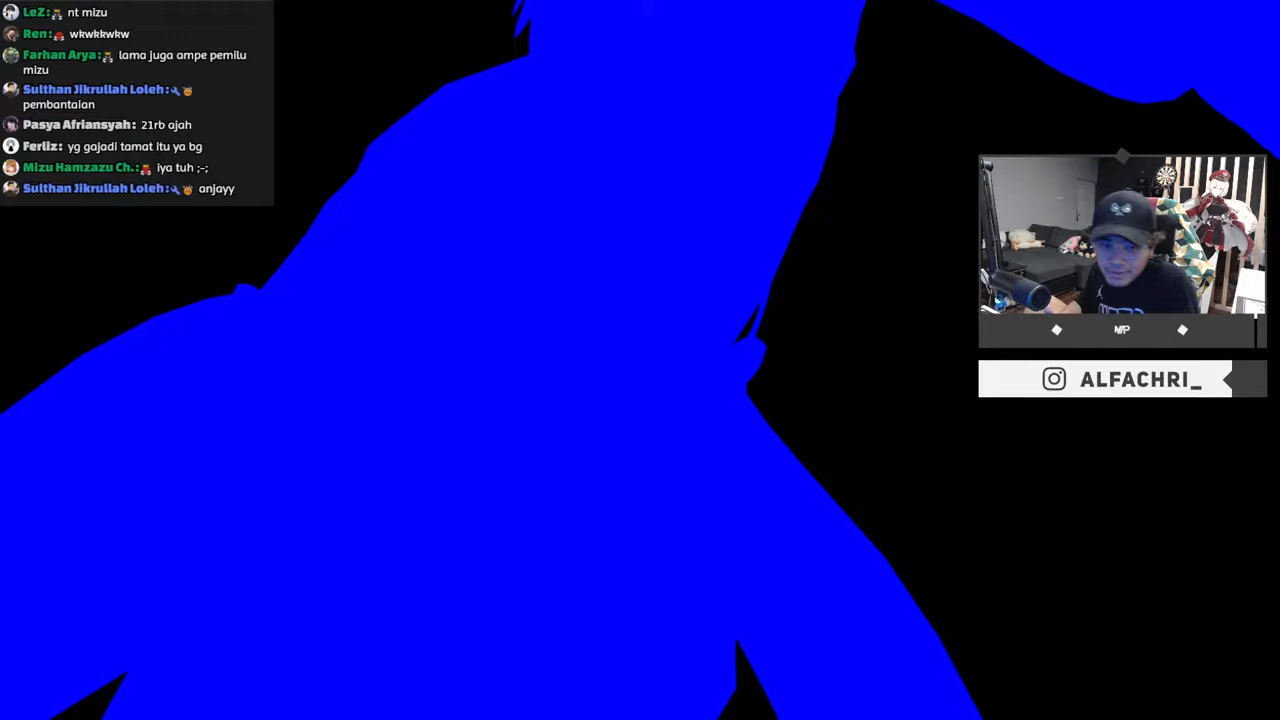 LeZ: nt mizu
Ren: wkwkkwkw
Farhan Arya: lama juga ampe pemilu
mizu
Sulthan Jikrullah Loleh:
pembantaian
Pasya Afriansyah: 21rb ajah
Ferliz: yg gajadi tamat itu ya bg
Mizu Hamzazu Ch.: iya tuh ;-;
Sulthan Jikrullah Loleh: anjayy
ALFACHRI_